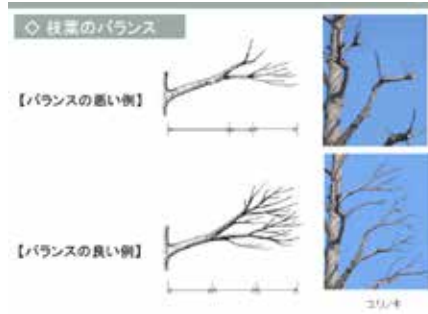 ◇ 枝葉のバランス
【バランスの悪い例】
【バランスの良い例】
ユリノキ